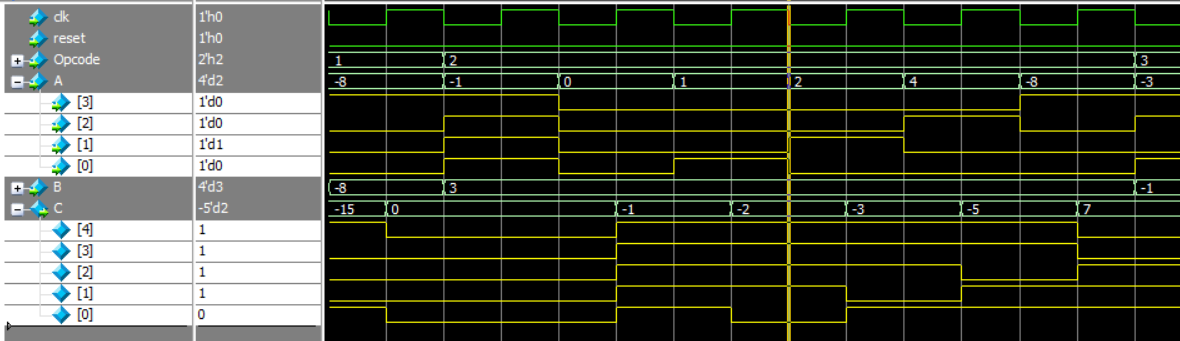 clk 1'h0
reset 1'h0
Opcode 2'h2 1 2 3
A 4'd2 -8 -1 0 1 2 4 -8 -3
[3] 1'd0
[2] 1'd0
[1] 1'd1
[0] 1'd0
B 4'd3 -8 3 -1
C -5'd2 -15 0 -1 -2 -3 -5 7
[4] 1
[3] 1
[2] 1
[1] 1
[0] 0